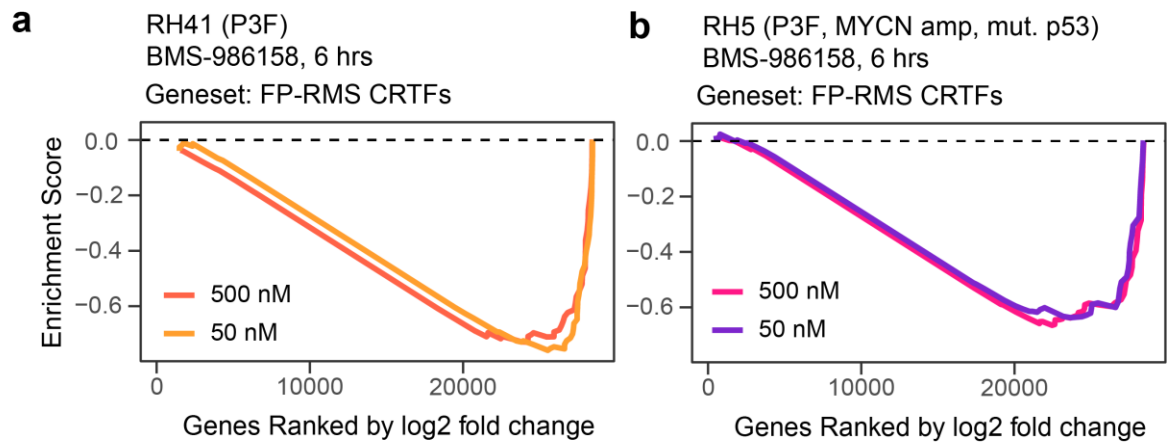 a
RH41 (P3F)
BMS-986158, 6 hrs
Geneset: FP-RMS CRTFs
Enrichment Score
0.0
−0.2
−0.4
−0.6
500 nM
50 nM
0
10000
20000
Genes Ranked by log2 fold change
b
RH5 (P3F, MYCN amp, mut. p53)
BMS-986158, 6 hrs
Geneset: FP-RMS CRTFs
0.0
−0.2
−0.4
−0.6
500 nM
50 nM
0
10000
20000
Genes Ranked by log2 fold change